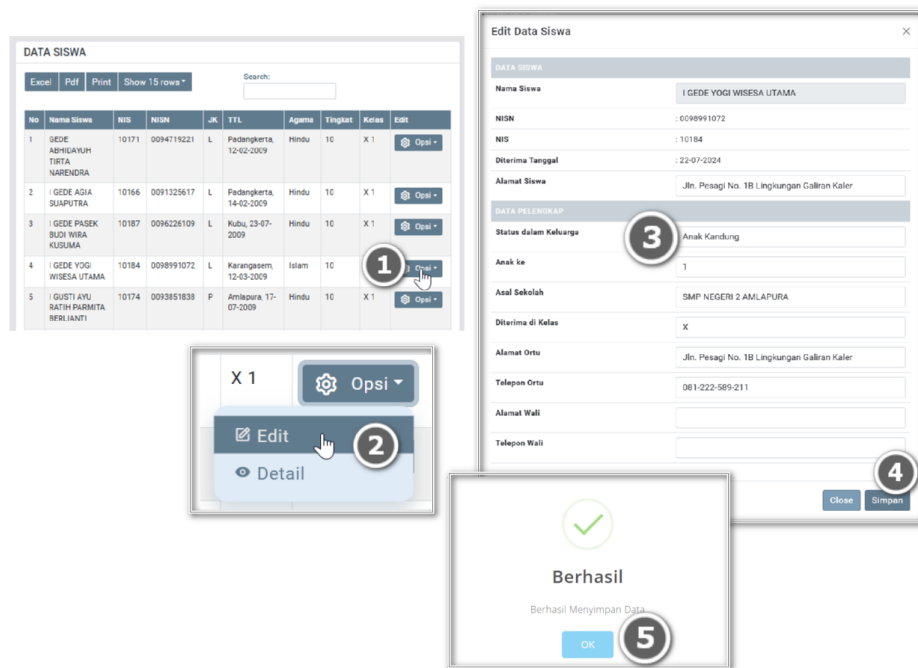 DATA SISWA
Excel Pdf Print Show 15 rows
Search:
No Nama Siswa NIS NISN JK TTL Agama Tingkat Kelas Edit
1 GEDE 10171 0094719221 L Padangkerta, Hindu 10 X 1 Opsi
ABHIDAYUH 12-02-2009
TIRTA
NARENDRA
2 I GEDE AGIA 10166 0091325617 L Padangkerta, Hindu 10 X 1 Opsi
SUAPUTRA 14-02-2009
3 I GEDE PASEK 10187 0096226109 L Kubu, 23-07- Hindu 10 X 1 Opsi
BUDI WIRA 2009
KUSUMA
4 I GEDE YOGI 10184 0098991072 L Karangasem, Islam 10 1 Opsi
WISESA UTAMA 12-03-2009
5 I GUSTI AYU 10174 0093851838 P Amlapura, 17- Hindu 10 X 1 Opsi
RATIH PARMITA 07-2009
BERLIANTI
X 1 Opsi
Edit 2
Detail
Edit Data Siswa ×
DATA SISWA
Nama Siswa I GEDE YOGI WISESA UTAMA
NISN : 0098991072
NIS : 10184
Diterima Tanggal : 22-07-2024
Alamat Siswa Jln. Pesagi No. 1B Lingkungan Galiran Kaler
DATA PELENGKAP
Status dalam Keluarga 3 Anak Kandung
Anak ke 1
Asal Sekolah SMP NEGERI 2 AMLAPURA
Diterima di Kelas X
Alamat Ortu Jln. Pesagi No. 1B Lingkungan Galiran Kaler
Telepon Ortu 081-222-589-211
Alamat Wali
Telepon Wali
4
Close Simpan
Berhasil
Berhasil Menyimpan Data
OK 5